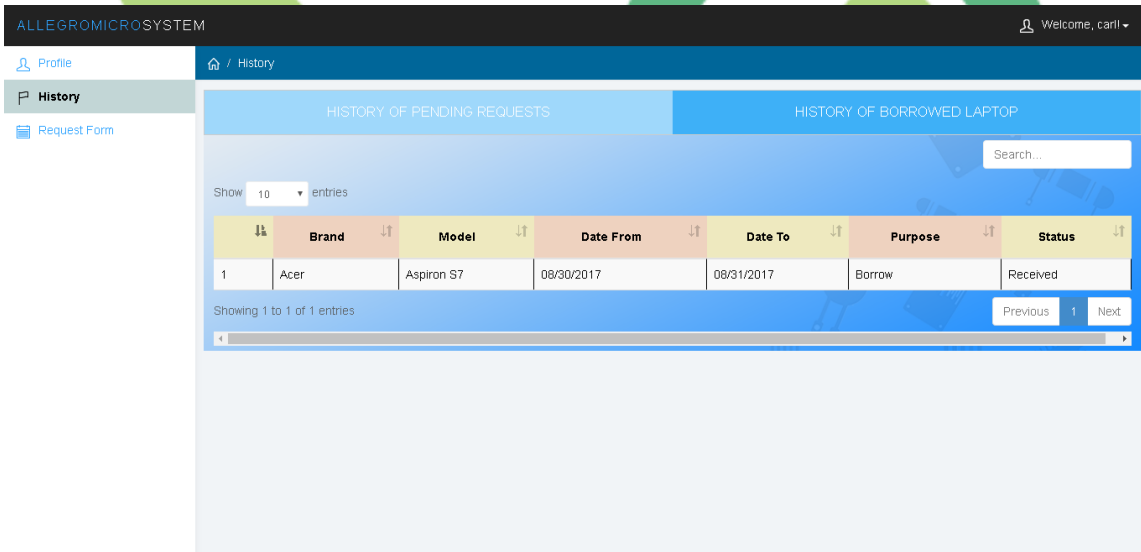 ALLEGROMICROSYSTEM
Welcome, carl!
Profile
History
Request Form
/ History
HISTORY OF PENDING REQUESTS
HISTORY OF BORROWED LAPTOP
Search...
Show 10 entries
Brand Model Date From Date To Purpose Status
1 Acer Aspiron S7 08/30/2017 08/31/2017 Borrow Received
Showing 1 to 1 of 1 entries
Previous 1 Next